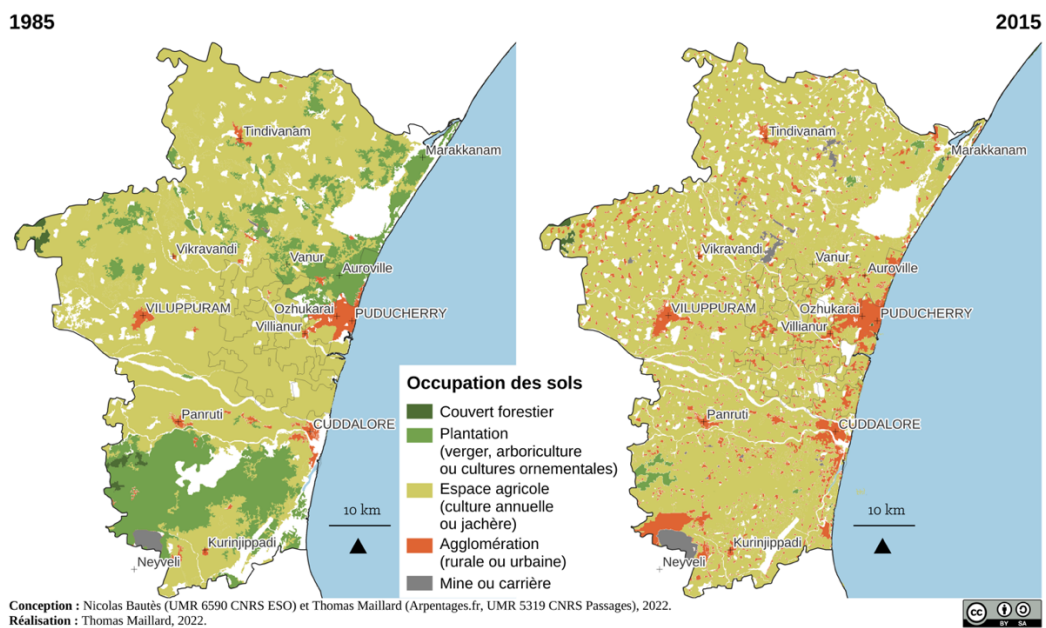 1985
2015
Tindivanam
Marakkanam
Vikravandi
Vanur
Auroville
VILUPPURAM
Ozhukarai
PUDUCHERRY
Villianur
Panruti
CUDDALORE
Kurinjippadi
Neyveli
10 km
Occupation des sols
Couvert forestier
Plantation
(verger, arboriculture
ou cultures ornementales)
Espace agricole
(culture annuelle
ou jachère)
Agglomération
(rurale ou urbaine)
Mine ou carrière
Tindivanam
Marakkanam
Vikravandi
Vanur
Auroville
VILUPPURAM
Ozhukarai
PUDUCHERRY
Villianur
Panruti
CUDDALORE
Kurinjippadi
Neyveli
10 km
Conception : Nicolas Bautès (UMR 6590 CNRS ESO) et Thomas Maillard (Arpentages.fr, UMR 5319 CNRS Passages), 2022.
Réalisation : Thomas Maillard, 2022.
cc
BY SA